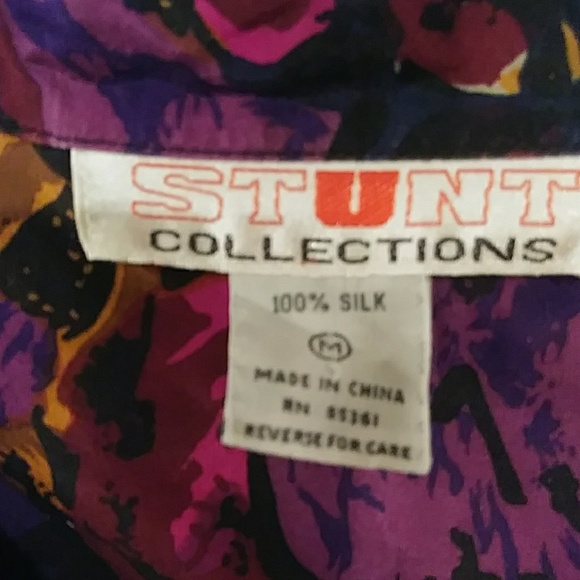 STUNT
COLLECTIONS
100% SILK
M
MADE IN CHINA
RN 85361
REVERSE FOR CARE